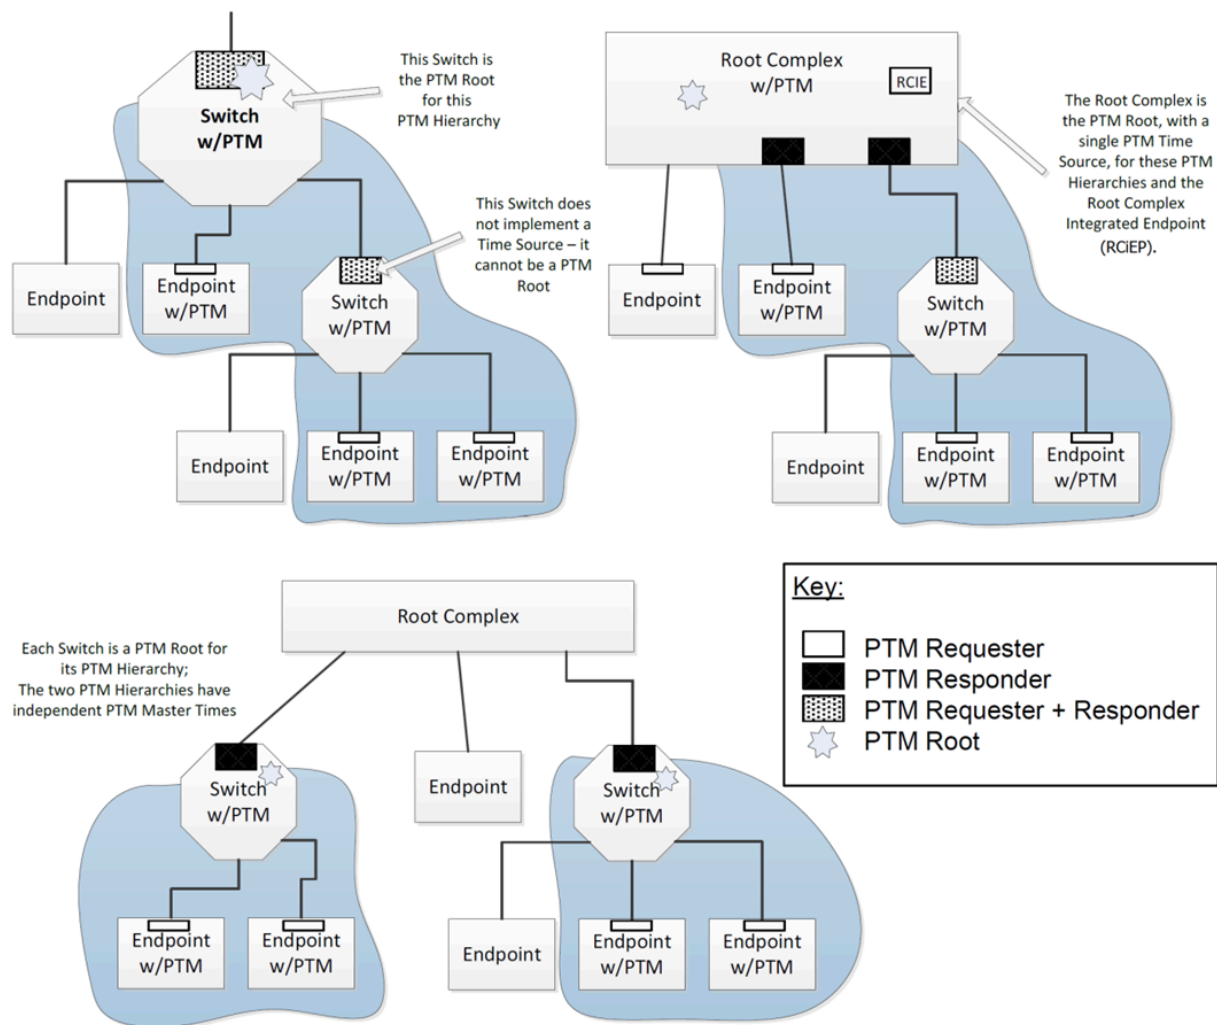 This Switch is
the PTM Root
for this
PTM Hierarchy
Switch
w/PTM
This Switch does
not implement a
Time Source – it
cannot be a PTM
Root
Endpoint
Endpoint
w/PTM
Switch
w/PTM
Endpoint
Endpoint
w/PTM
Endpoint
w/PTM
Root Complex
w/PTM
RCIE
The Root Complex is
the PTM Root, with a
single PTM Time
Source, for these PTM
Hierarchies and the
Root Complex
Integrated Endpoint
(RCiEP).
Endpoint
Endpoint
w/PTM
Switch
w/PTM
Endpoint
Endpoint
w/PTM
Endpoint
w/PTM
Root Complex
Each Switch is a PTM Root for
its PTM Hierarchy;
The two PTM Hierarchies have
independent PTM Master Times
Switch
w/PTM
Endpoint
Switch
w/PTM
Endpoint
w/PTM
Endpoint
w/PTM
Endpoint
Endpoint
w/PTM
Endpoint
w/PTM
Key:
PTM Requester
PTM Responder
PTM Requester + Responder
PTM Root